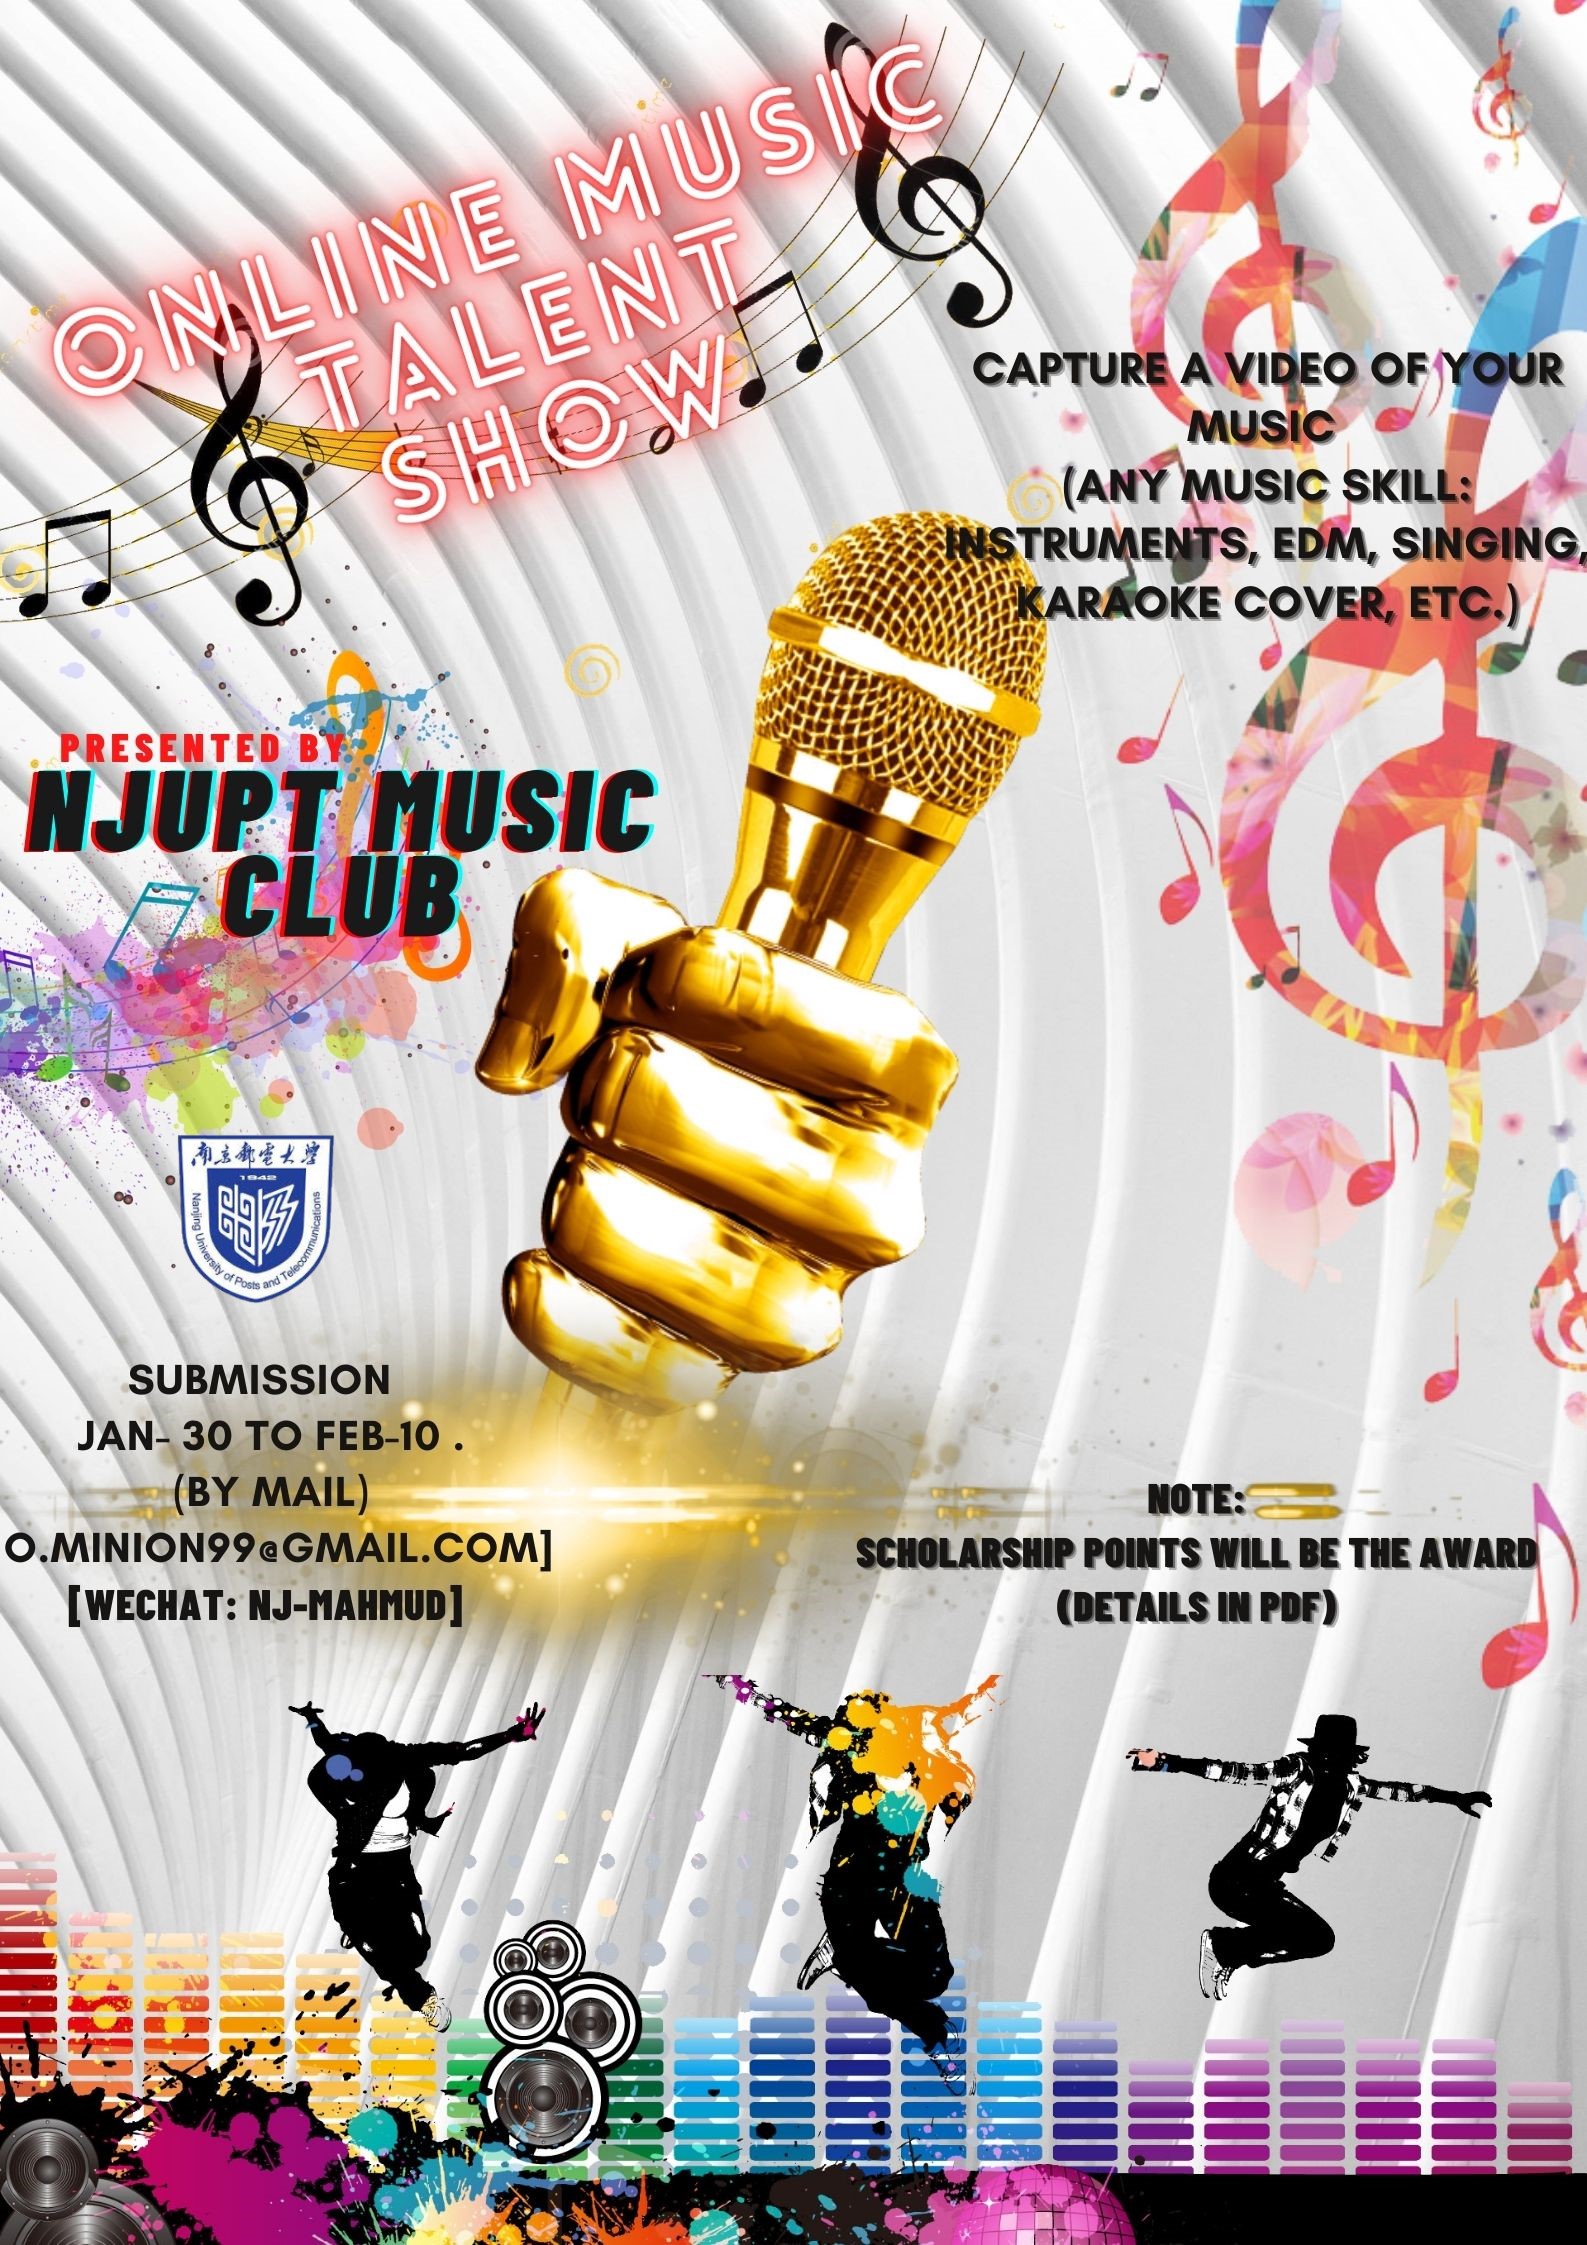 ONLINE MUSIC
TALENT
SHOW
CAPTURE A VIDEO OF YOUR
MUSIC
(ANY MUSIC SKILL:
INSTRUMENTS, EDM, SINGING,
KARAOKE COVER, ETC.)
PRESENTED BY
NJUPT MUSIC
CLUB
南京邮电大学
1942
Nanjing University of Posts and Telecommunications
SUBMISSION
JAN- 30 TO FEB-10 .
(BY MAIL)
O.MINION99@GMAIL.COM]
[WECHAT: NJ-MAHMUD]
NOTE:
SCHOLARSHIP POINTS WILL BE THE AWARD
(DETAILS IN PDF)